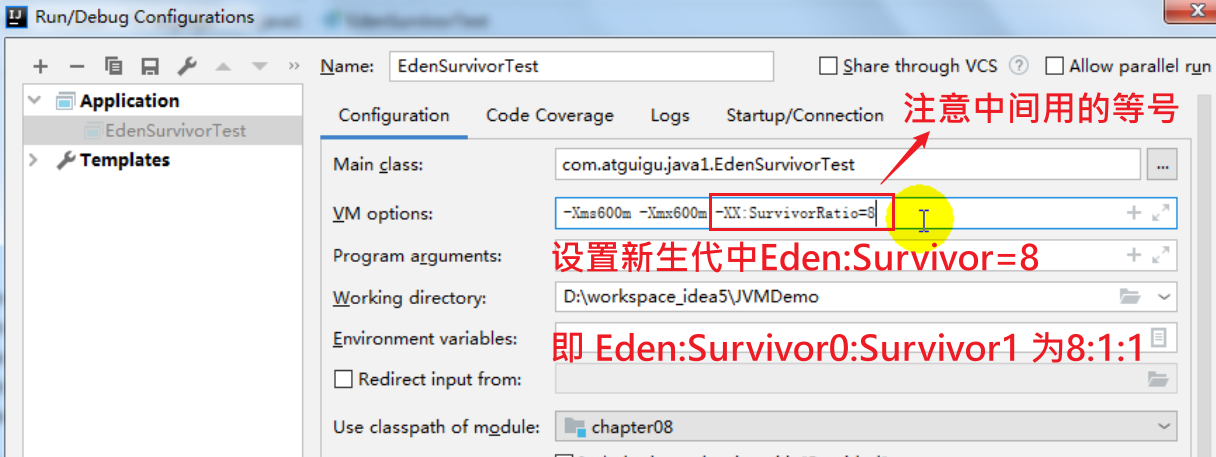 Run/Debug Configurations
Name: EdenSurvivorTest
Share through VCS ? Allow parallel run
Application
EdenSurvivorTest
Templates
Configuration Code Coverage Logs Startup/Connection
注意中间用的等号
Main class: com.atguigu.java1.EdenSurvivorTest ...
VM options: -Xms600m -Xmx600m -XX:SurvivorRatio=8
Program arguments:
设置新生代中Eden:Survivor=8
Working directory: D:\workspace_idea5\JVMDemo
Environment variables:
即 Eden:Survivor0:Survivor1 为8:1:1
Redirect input from:
Use classpath of module: chapter08